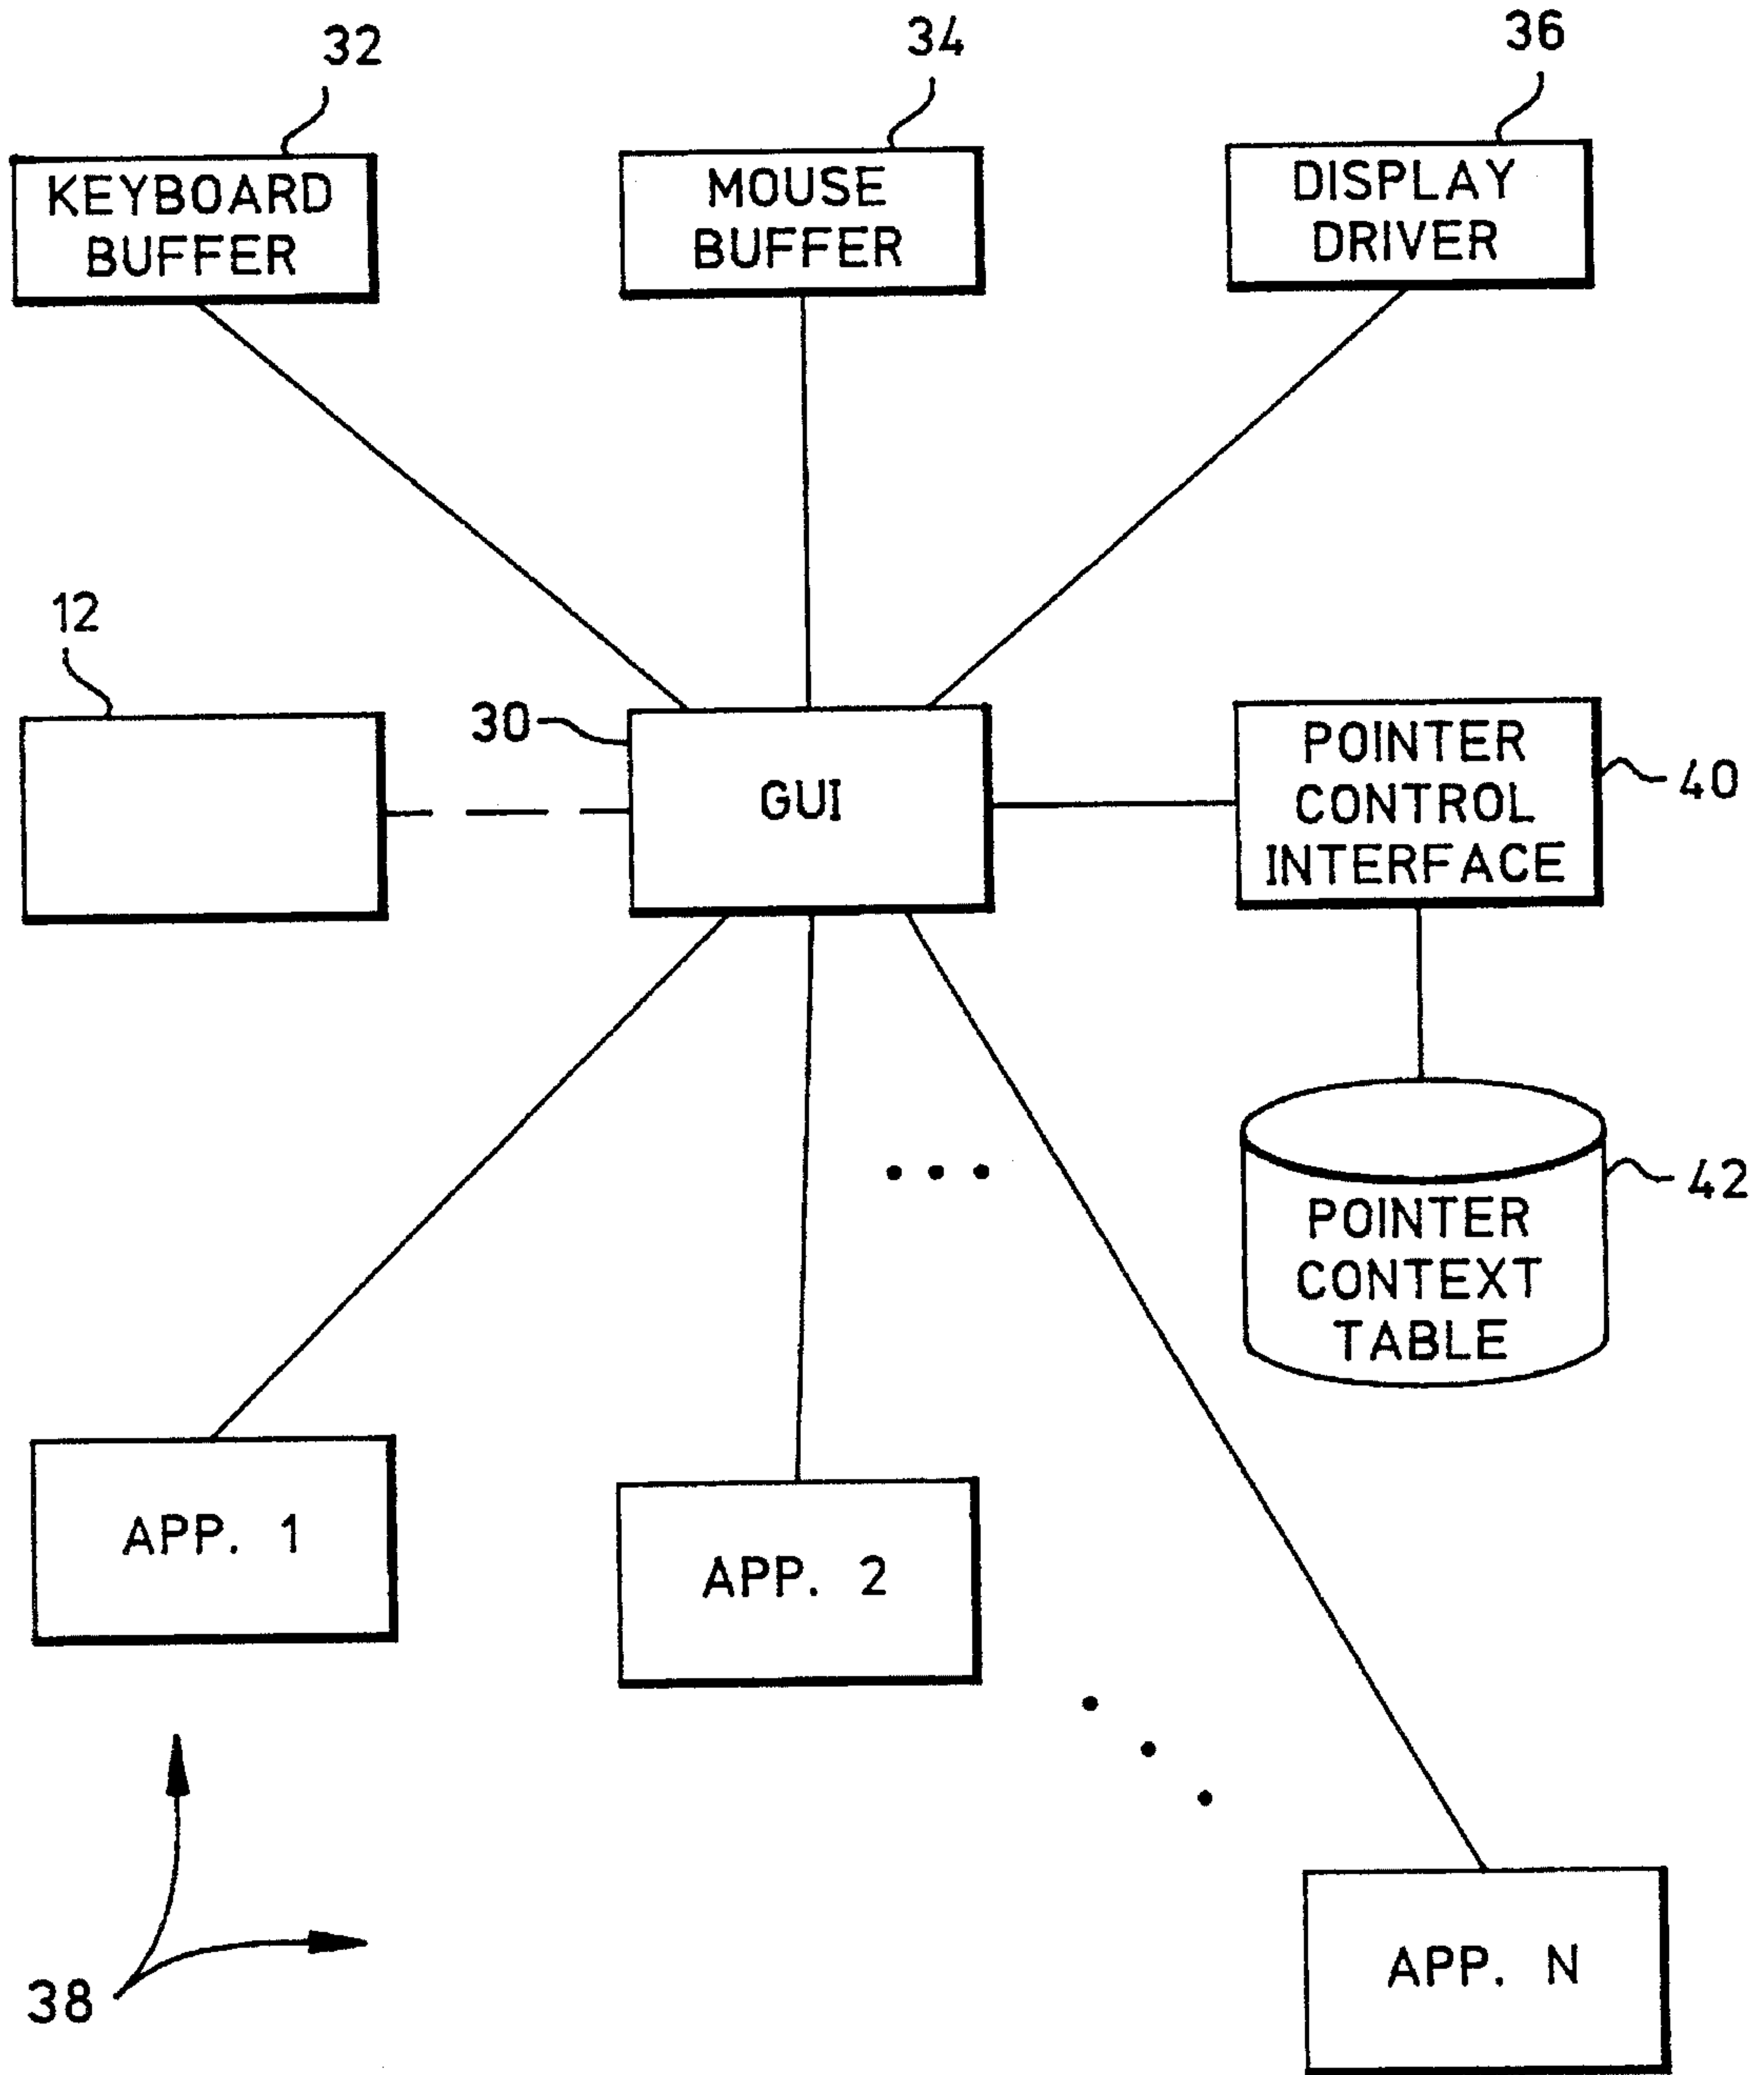 32
34
36
KEYBOARD
BUFFER
MOUSE
BUFFER
DISPLAY
DRIVER
12
30
GUI
POINTER
CONTROL
INTERFACE
40
42
POINTER
CONTEXT
TABLE
APP. 1
APP. 2
38
APP. N